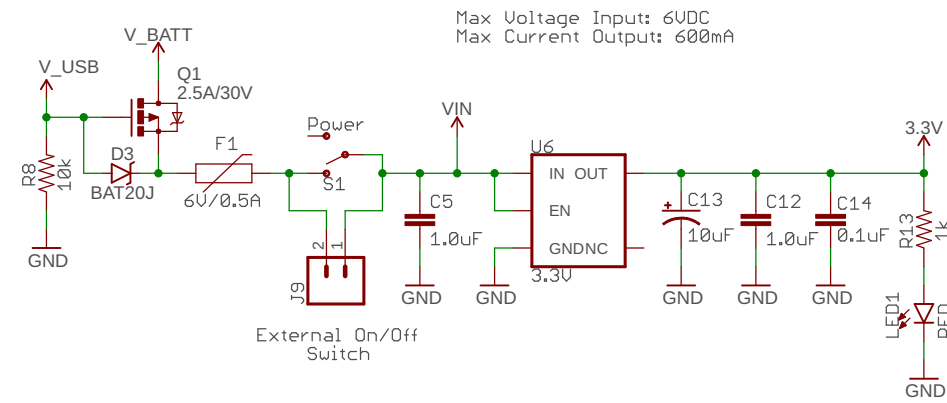 Max Voltage Input: 6VDC
Max Current Output: 600mA
V_BATT
V_USB
Q1
2.5A/30V
VIN
Power
3.3V
F1
U6
D3
R8
10k
BAT20J
6V/0.5A
S1
IN OUT
EN
GNDNC
3.3V
C5
1.0uF
C13
10uF
C12
1.0uF
C14
0.1uF
R13
1k
GND
2
1
J9
GND
GND
GND
GND
GND
LED1
RED
External On/Off
Switch
GND